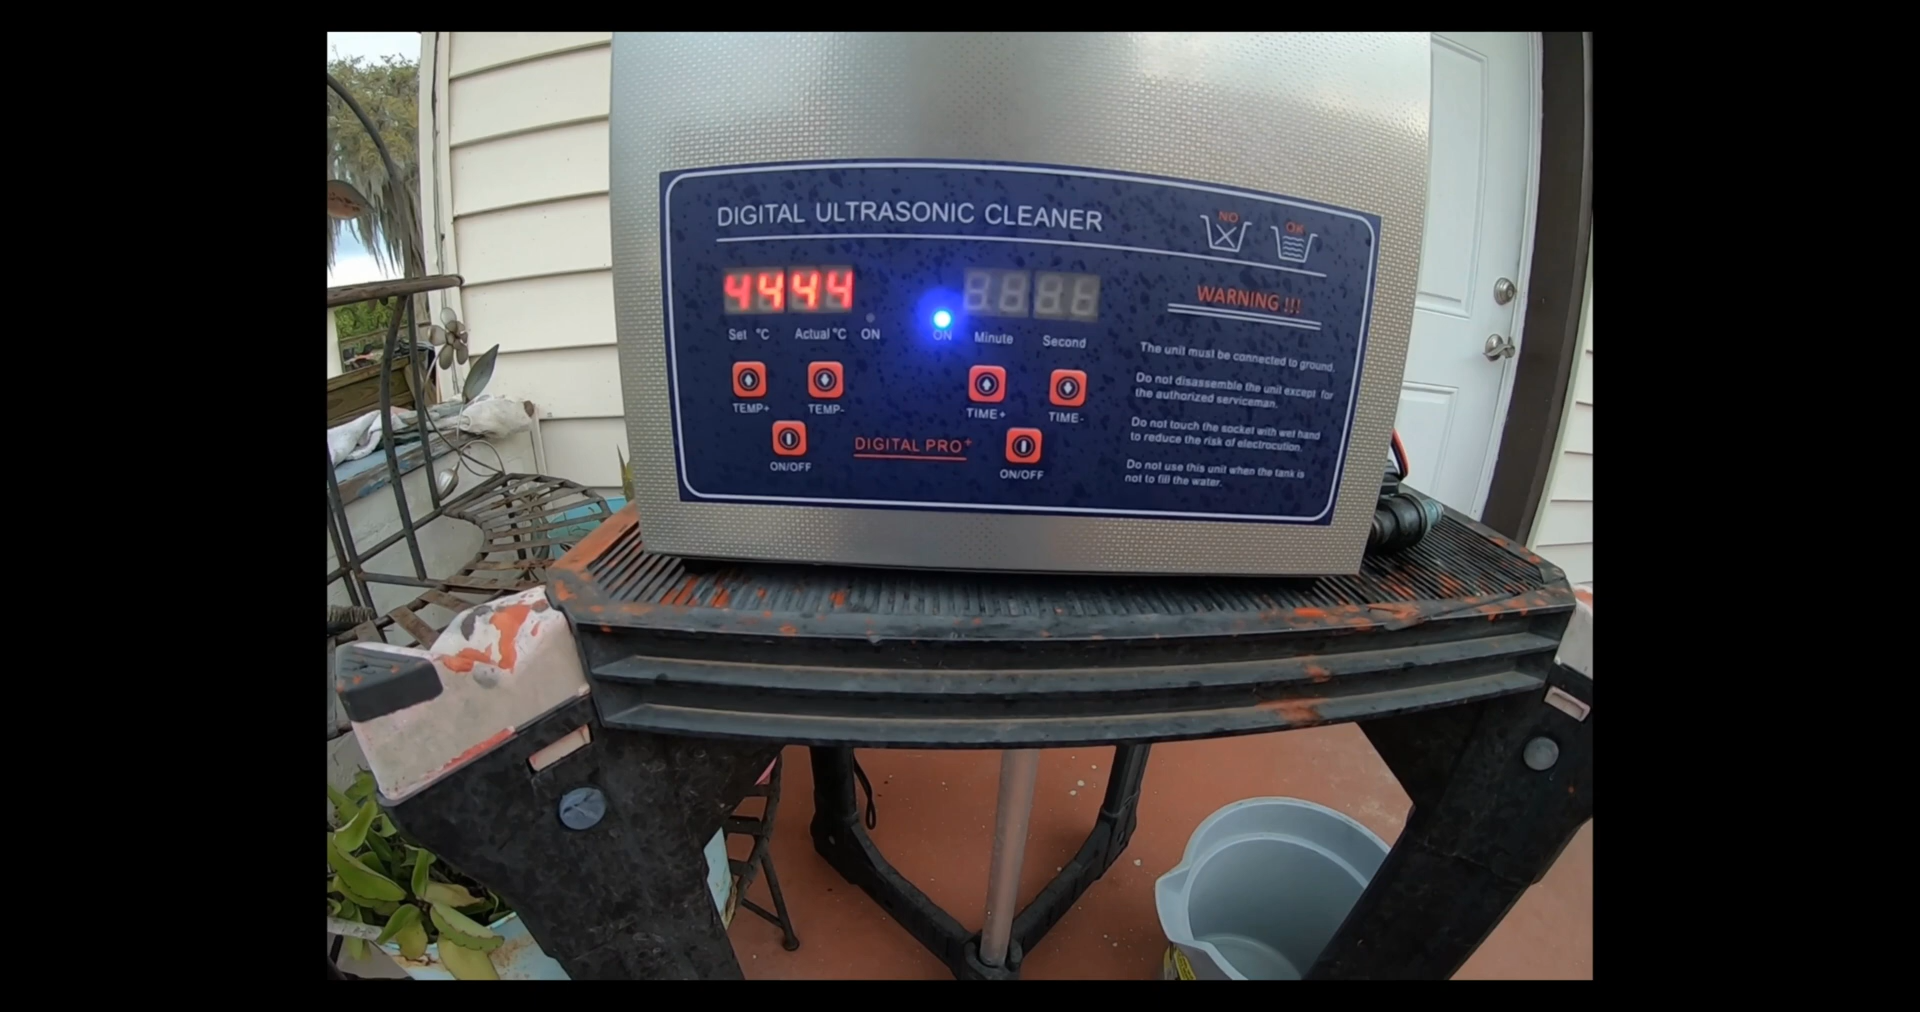 DIGITAL ULTRASONIC CLEANER
NO
OK
4444
Set °C
Actual °C
ON
ON
Minute
Second
TEMP+
TEMP-
TIME+
TIME-
ON/OFF
DIGITAL PRO+
ON/OFF
WARNING !!!
The unit must be connected to ground.
Do not disassemble the unit except for
the authorized serviceman.
Do not touch the socket with wet hand
to reduce the risk of electrocution.
Do not use this unit when the tank is
not to fill the water.